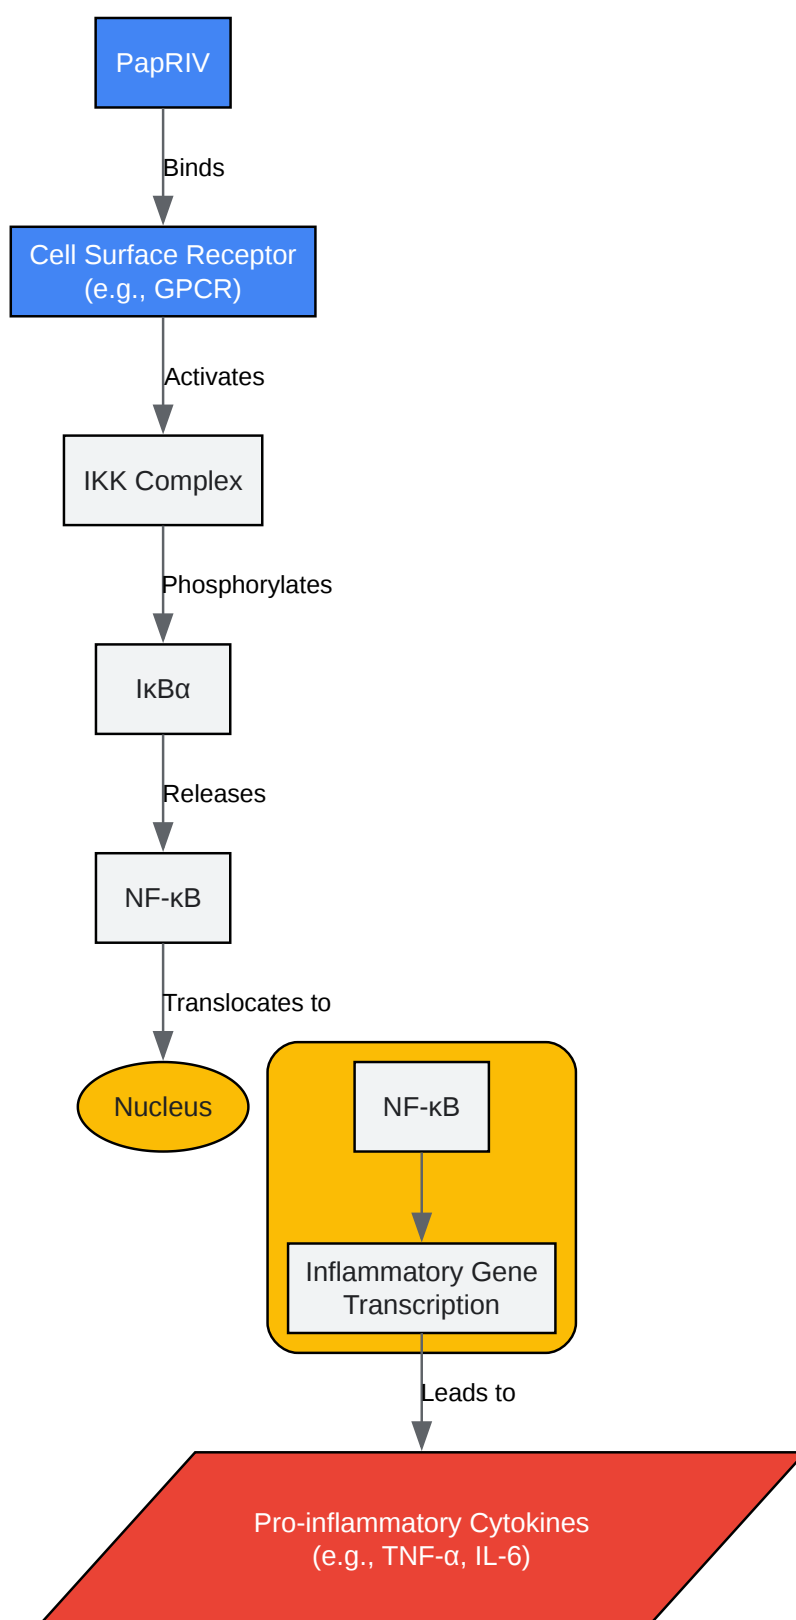 PapRIV
Binds
Cell Surface Receptor
(e.g., GPCR)
Activates
IKK Complex
Phosphorylates
IκBα
Releases
NF-κB
Translocates to
Nucleus
NF-κB
Inflammatory Gene
Transcription
Leads to
Pro-inflammatory Cytokines
(e.g., TNF-α, IL-6)